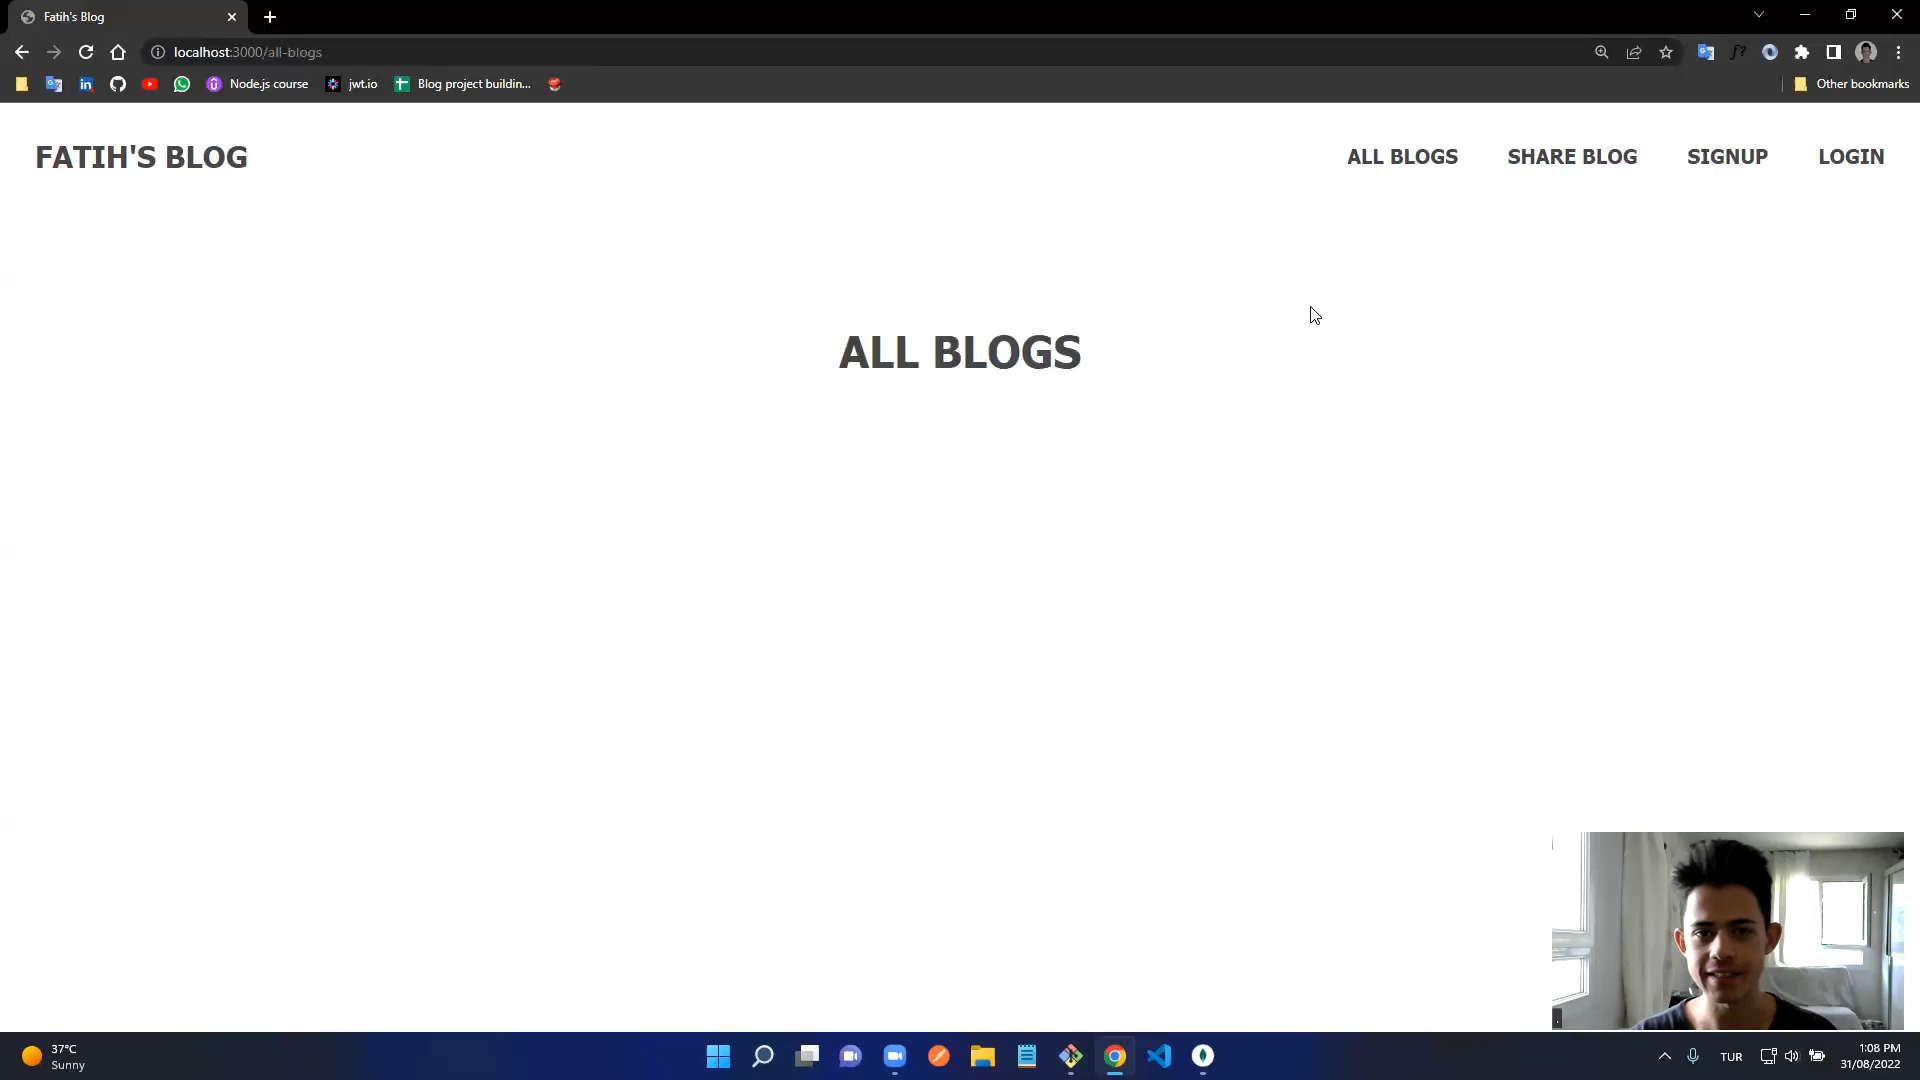 Fatih's Blog
localhost:3000/all-blogs
Node.js course
jwt.io
Blog project buildin...
Other bookmarks
FATIH'S BLOG
ALL BLOGS
SHARE BLOG
SIGNUP
LOGIN
ALL BLOGS
37°C
Sunny
TUR
1:08 PM
31/08/2022